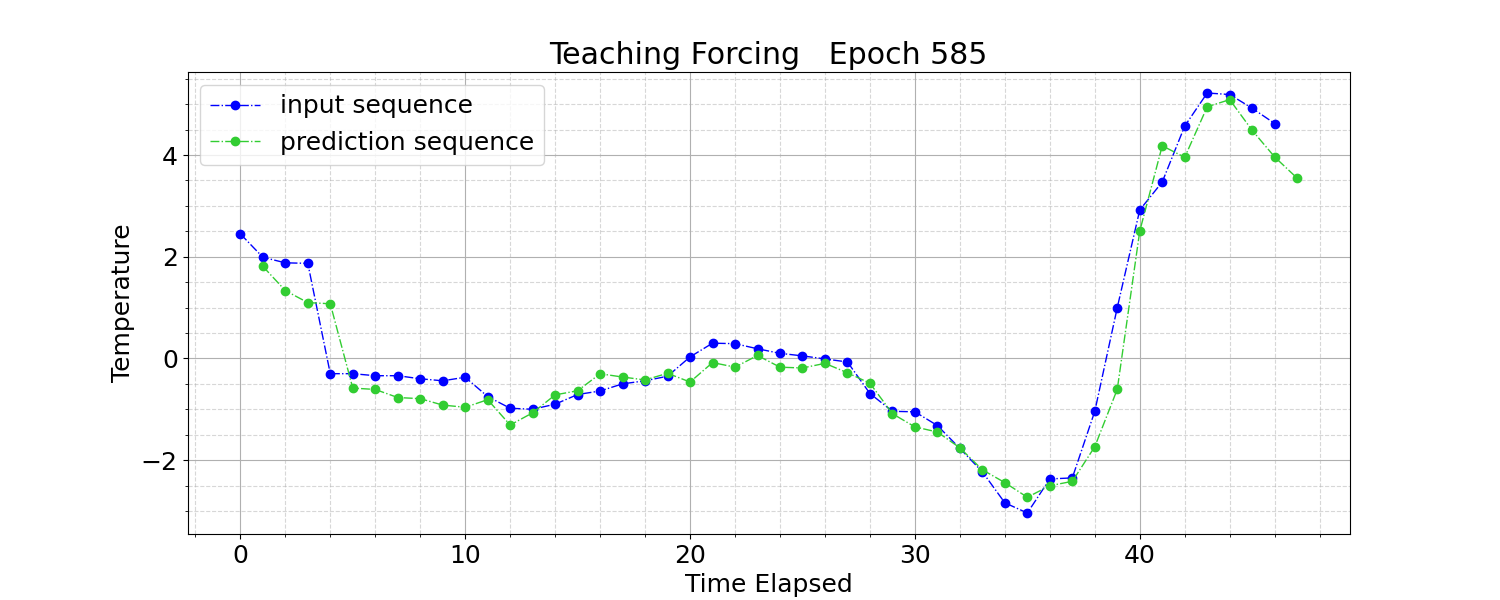 Teaching Forcing   Epoch 585
input sequence
prediction sequence
Temperature
4
2
0
−2
0
10
20
30
40
Time Elapsed